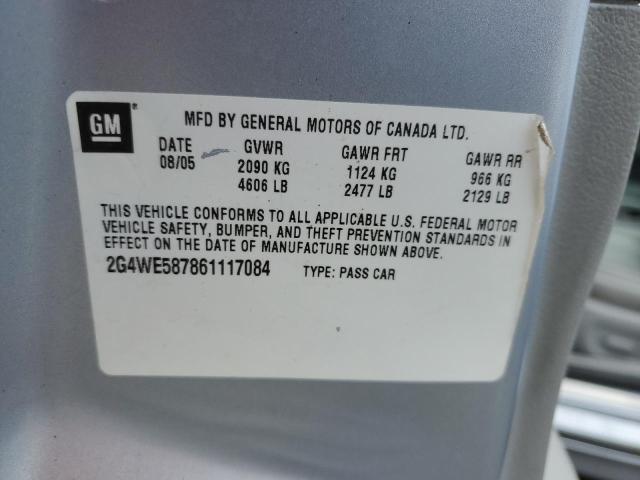 GM
MFD BY GENERAL MOTORS OF CANADA LTD.
DATE GVWR GAWR FRT GAWR RR
08/05 2090 KG 1124 KG 966 KG
4606 LB 2477 LB 2129 LB
THIS VEHICLE CONFORMS TO ALL APPLICABLE U.S. FEDERAL MOTOR
VEHICLE SAFETY, BUMPER, AND THEFT PREVENTION STANDARDS IN
EFFECT ON THE DATE OF MANUFACTURE SHOWN ABOVE.
2G4WE587861117084 TYPE: PASS CAR